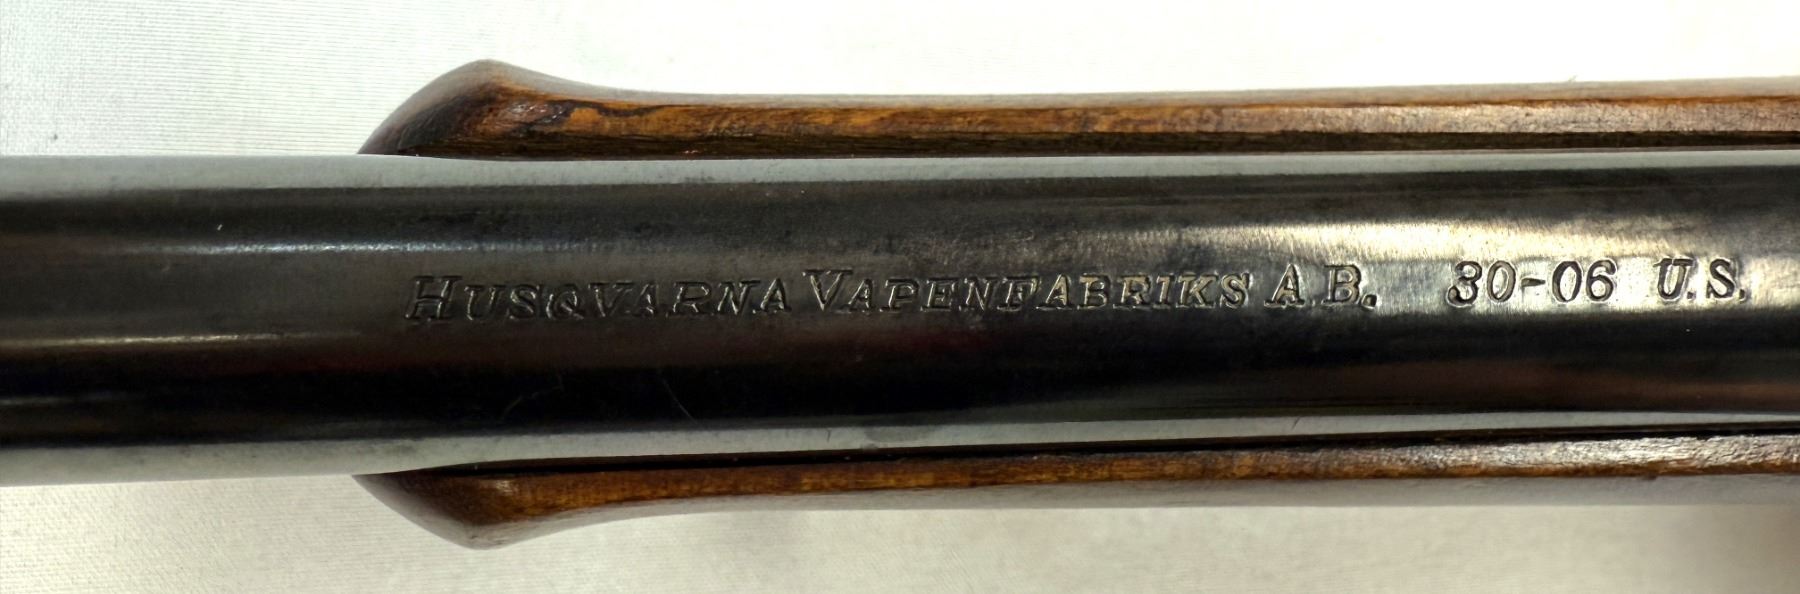 HUSQVARNA VAPENFABRIKS A.B. 30-06 U.S.